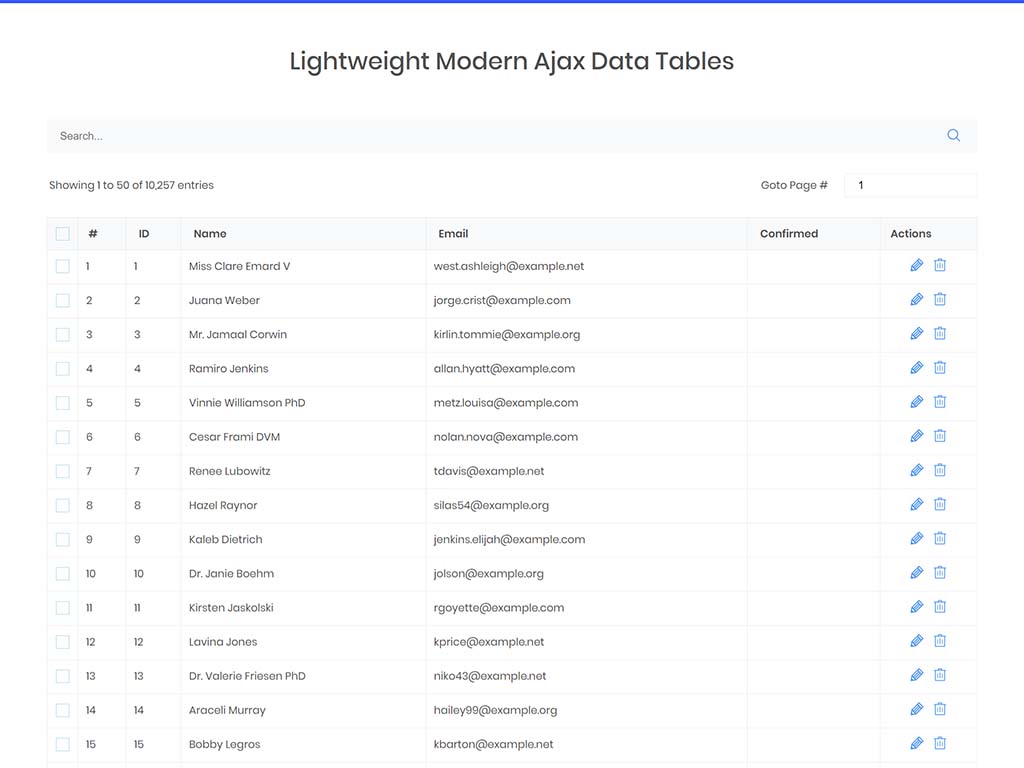 Lightweight Modern Ajax Data Tables
Search...
Showing 1 to 50 of 10,257 entries Goto Page # 1
# ID Name Email Confirmed Actions
1 1 Miss Clare Emard V west.ashleigh@example.net
2 2 Juana Weber jorge.crist@example.com
3 3 Mr. Jamaal Corwin kirlin.tommie@example.org
4 4 Ramiro Jenkins allan.hyatt@example.com
5 5 Vinnie Williamson PhD metz.louisa@example.com
6 6 Cesar Frami DVM nolan.nova@example.com
7 7 Renee Lubowitz tdavis@example.net
8 8 Hazel Raynor silas54@example.org
9 9 Kaleb Dietrich jenkins.elijah@example.com
10 10 Dr. Janie Boehm jolson@example.org
11 11 Kirsten Jaskolski rgoyette@example.com
12 12 Lavina Jones kprice@example.net
13 13 Dr. Valerie Friesen PhD niko43@example.net
14 14 Araceli Murray hailey99@example.org
15 15 Bobby Legros kbarton@example.net